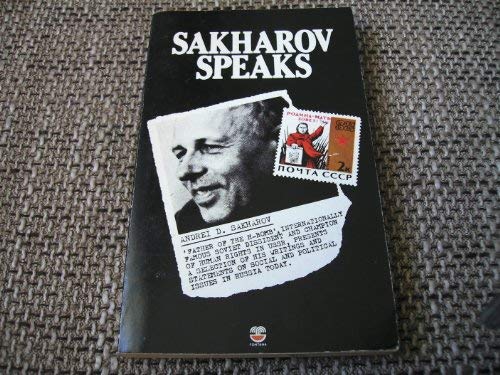 SAKHAROV
SPEAKS
РОДИНА-МАТЬ
ЗОВЕТ!
2к
ПОЧТА СССР
ANDREI D. SAKHAROV
'FATHER OF THE H-BOMB', INTERNATIONALLY
FAMOUS SOVIET DISSIDENT AND CHAMPION
OF HUMAN RIGHTS IN USSR, PRESENTS
A SELECTION OF HIS WRITINGS AND
STATEMENTS ON SOCIAL AND POLITICAL
ISSUES IN RUSSIA TODAY.
FONTANA